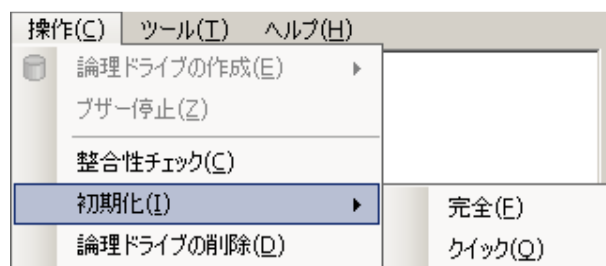 操作(C) ツール(T) ヘルプ(H)
論理ドライブの作成(E)
ブザー停止(Z)
整合性チェック(C)
初期化(I)
完全(F)
論理ドライブの削除(D)
クイック(Q)